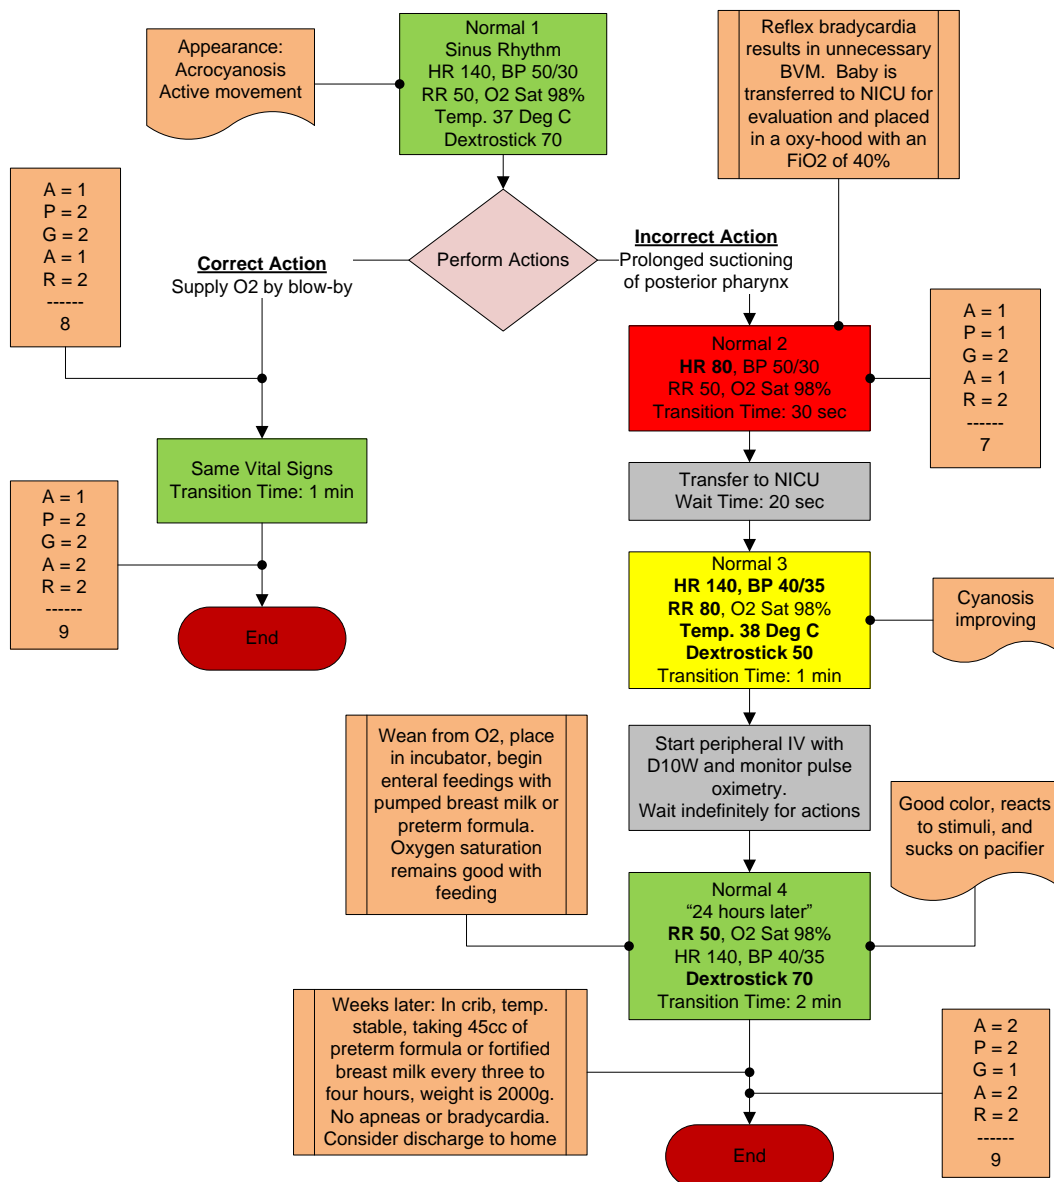 Appearance:
Acrocyanosis
Active movement
Normal 1
Sinus Rhythm
HR 140, BP 50/30
RR 50, O2 Sat 98%
Temp. 37 Deg C
Dextrostick 70
Reflex bradycardia
results in unnecessary
BVM. Baby is
transferred to NICU for
evaluation and placed
in a oxy-hood with an
FiO2 of 40%
A = 1
P = 2
G = 2
A = 1
R = 2
------
8
Perform Actions
Correct Action
Supply O2 by blow-by
Incorrect Action
Prolonged suctioning
of posterior pharynx
Normal 2
HR 80, BP 50/30
RR 50, O2 Sat 98%
Transition Time: 30 sec
A = 1
P = 1
G = 2
A = 1
R = 2
------
7
Same Vital Signs
Transition Time: 1 min
Transfer to NICU
Wait Time: 20 sec
A = 1
P = 2
G = 2
A = 2
R = 2
------
9
End
Normal 3
HR 140, BP 40/35
RR 80, O2 Sat 98%
Temp. 38 Deg C
Dextrostick 50
Transition Time: 1 min
Cyanosis
improving
Wean from O2, place
in incubator, begin
enteral feedings with
pumped breast milk or
preterm formula.
Oxygen saturation
remains good with
feeding
Start peripheral IV with
D10W and monitor pulse
oximetry.
Wait indefinitely for actions
Good color, reacts
to stimuli, and
sucks on pacifier
Normal 4
“24 hours later”
RR 50, O2 Sat 98%
HR 140, BP 40/35
Dextrostick 70
Transition Time: 2 min
Weeks later: In crib, temp.
stable, taking 45cc of
preterm formula or fortified
breast milk every three to
four hours, weight is 2000g.
No apneas or bradycardia.
Consider discharge to home
A = 2
P = 2
G = 1
A = 2
R = 2
------
9
End